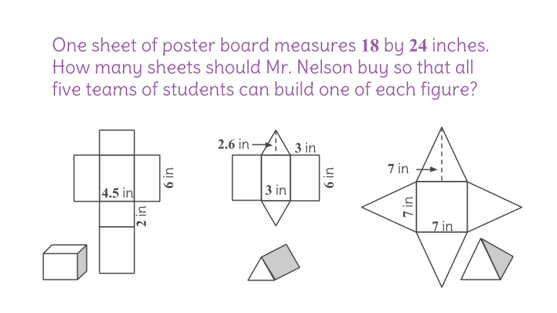 One sheet of poster board measures 18 by 24 inches.
How many sheets should Mr. Nelson buy so that all
five teams of students can build one of each figure?
4.5 in
6 in
2 in
2.6 in
3 in
3 in
6 in
7 in
7 in
7 in